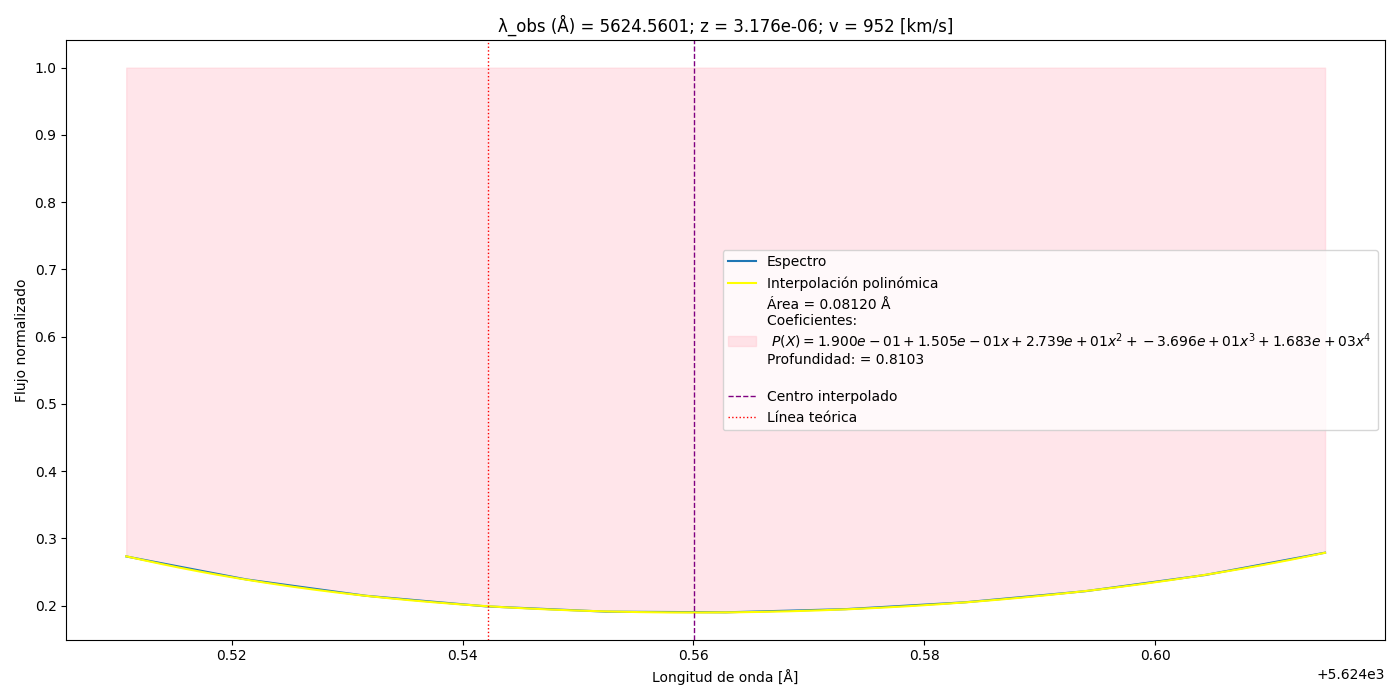 λ_obs (Å) = 5624.5601; z = 3.176e-06; v = 952 [km/s]
Flujo normalizado
1.0
0.9
0.8
0.7
0.6
0.5
0.4
0.3
0.2
Espectro
Interpolación polinómica
Área = 0.08120 Å
Coeficientes:
P(X) = 1.900e − 01 + 1.505e − 01x + 2.739e + 01x² + −3.696e + 01x³ + 1.683e + 03x⁴
Profundidad: = 0.8103
Centro interpolado
Línea teórica
0.52 0.54 0.56 0.58 0.60
+5.624e3
Longitud de onda [Å]